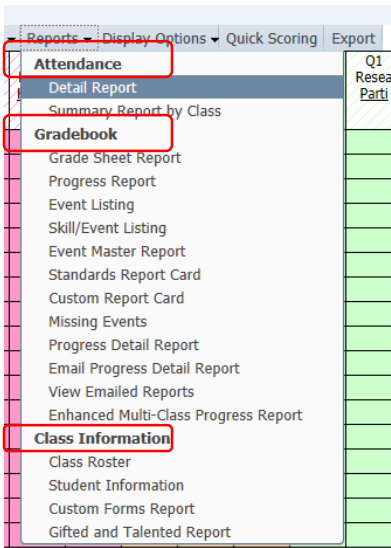 Reports Display Options Quick Scoring Export
Attendance
Detail Report
Summary Report by Class
Gradebook
Grade Sheet Report
Progress Report
Event Listing
Skill/Event Listing
Event Master Report
Standards Report Card
Custom Report Card
Missing Events
Progress Detail Report
Email Progress Detail Report
View Emailed Reports
Enhanced Multi-Class Progress Report
Class Information
Class Roster
Student Information
Custom Forms Report
Gifted and Talented Report
Q1
Resea
Parti